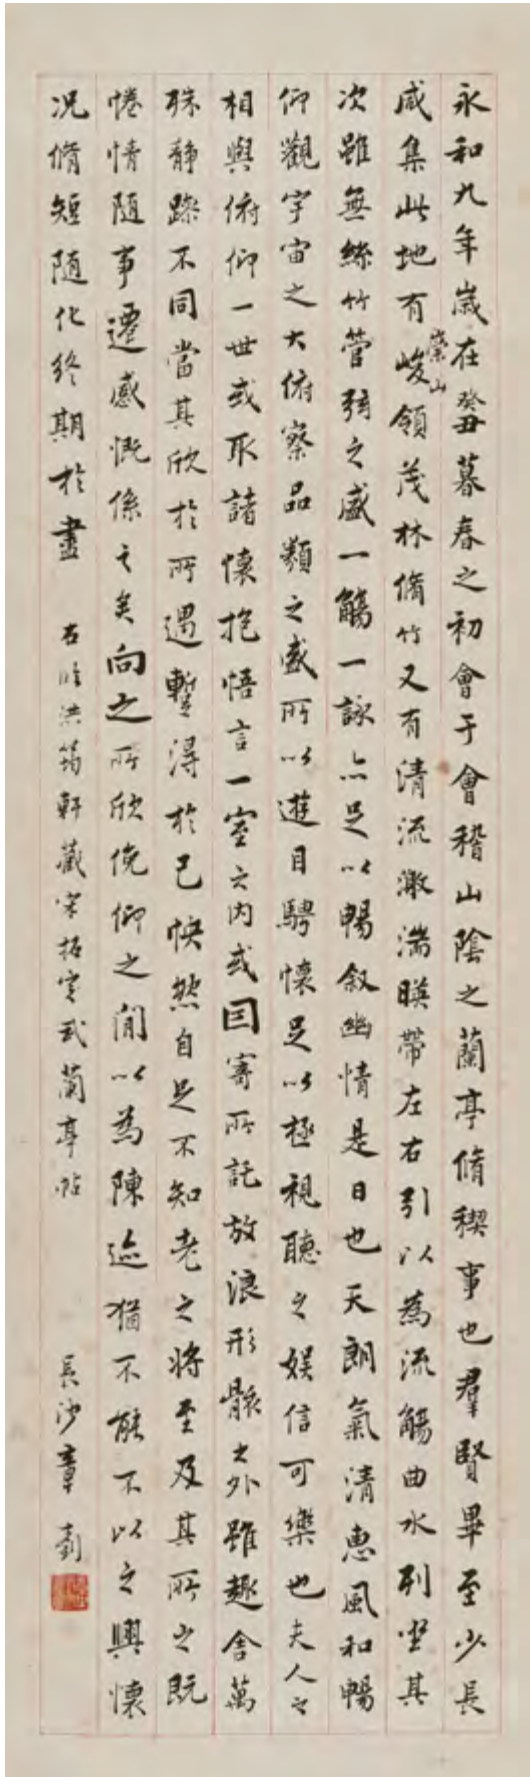 永和九年歲在癸丑暮春之初會于會稽山陰之蘭亭脩稧事也羣賢畢至少長
咸集此地有崇山峻領茂林脩竹又有清流激湍暎帶左右引以為流觴曲水列坐其
次雖無絲竹管弦之盛一觴一詠亦足以暢叙幽情是日也天朗氣清惠風和暢
仰觀宇宙之大俯察品類之盛所以遊目騁懷足以極視聽之娛信可樂也夫人之
相與俯仰一世或取諸懷抱悟言一室之內或因寄所託放浪形骸之外雖趣舍萬
殊静躁不同當其欣於所遇蹔得於己怏然自足不知老之將至及其所之既
惓情隨事遷感慨係之矣向之所欣俛仰之閒以為陳迹猶不能不以之興懷
况脩短隨化終期於盡 右臨洪筠軒藏宋拓定武蘭亭帖 長沙章